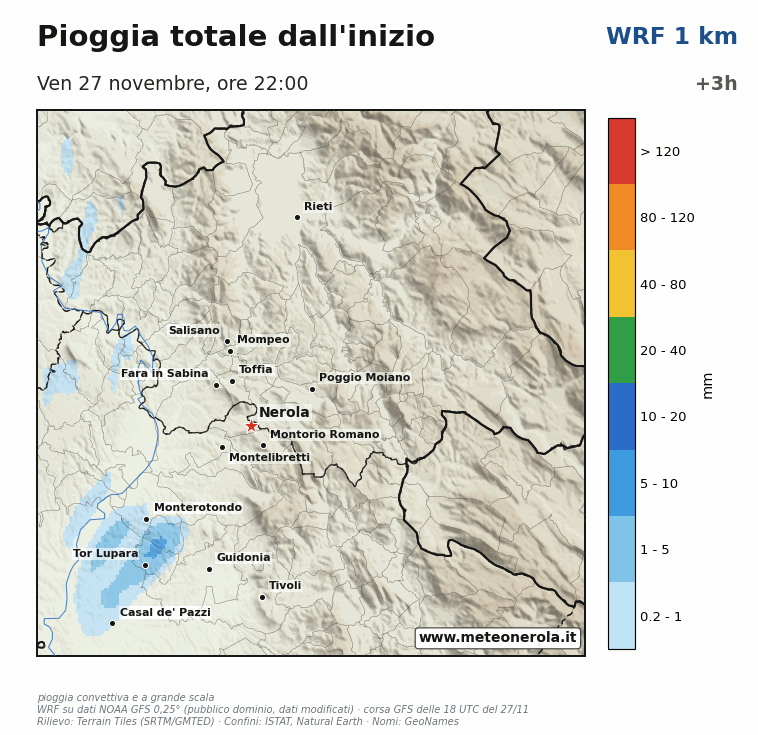 Pioggia totale dall'inizio
WRF 1 km
Ven 27 novembre, ore 22:00
+3h
Rieti
Salisano
Mompeo
Toffia
Fara in Sabina
Poggio Moiano
Nerola
Montorio Romano
Montelibretti
Monterotondo
Tor Lupara
Guidonia
Tivoli
Casal de' Pazzi
www.meteonerola.it
> 120
80 - 120
40 - 80
20 - 40
10 - 20
5 - 10
1 - 5
0.2 - 1
mm
pioggia convettiva e a grande scala
WRF su dati NOAA GFS 0,25° (pubblico dominio, dati modificati) · corsa GFS delle 18 UTC del 27/11
Rilievo: Terrain Tiles (SRTM/GMTED) · Confini: ISTAT, Natural Earth · Nomi: GeoNames